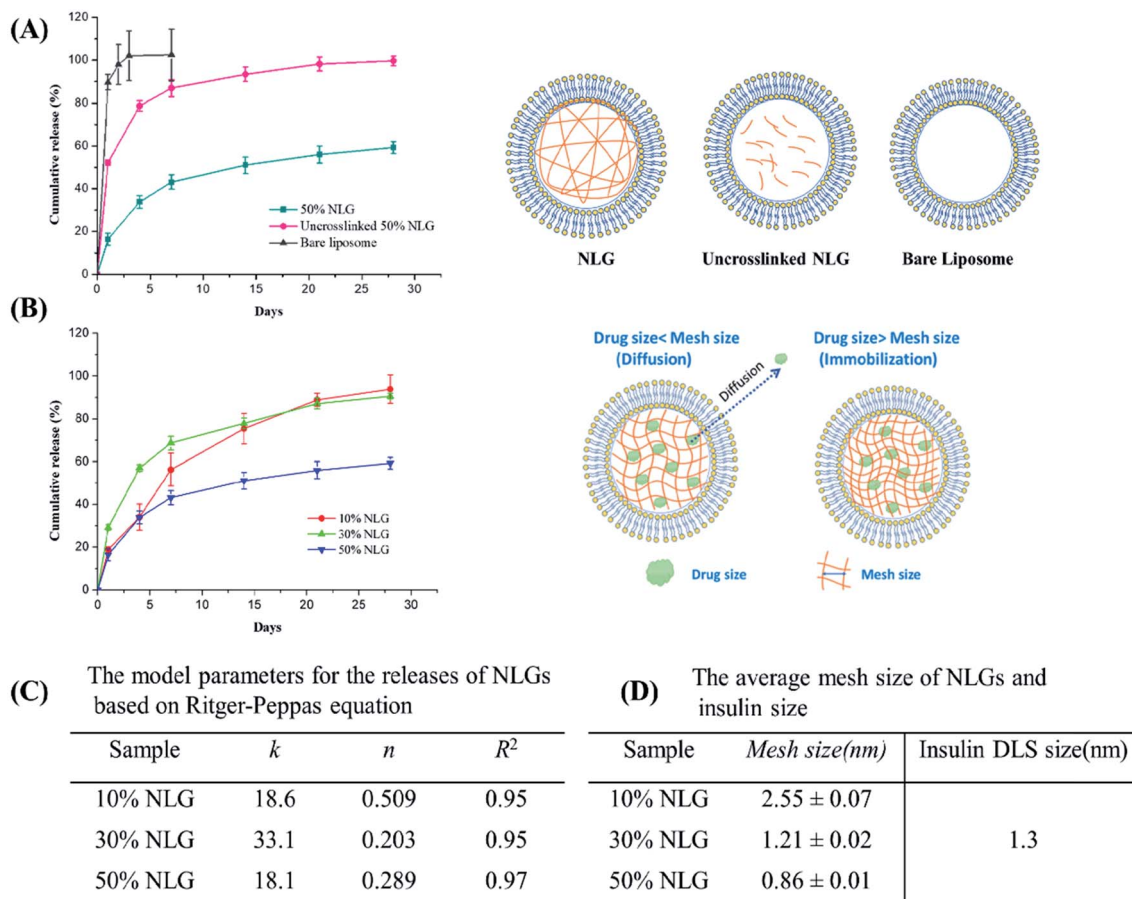 (A)
Cumulative release (%)
120
100
80
60
40
20
0
50% NLG
Uncrosslinked 50% NLG
Bare liposome
0 5 10 15 20 25 30
Days
NLG Uncrosslinked NLG Bare Liposome
(B)
Cumulative release (%)
120
100
80
60
40
20
0
10% NLG
30% NLG
50% NLG
0 5 10 15 20 25 30
Days
Drug size< Mesh size
(Diffusion)
Drug size> Mesh size
(Immobilization)
Diffusion
Drug size
Mesh size
(C)
The model parameters for the releases of NLGs
based on Ritger-Peppas equation
Sample k n R²
10% NLG 18.6 0.509 0.95
30% NLG 33.1 0.203 0.95
50% NLG 18.1 0.289 0.97
(D)
The average mesh size of NLGs and
insulin size
Sample Mesh size(nm) Insulin DLS size(nm)
10% NLG 2.55 ± 0.07
30% NLG 1.21 ± 0.02 1.3
50% NLG 0.86 ± 0.01